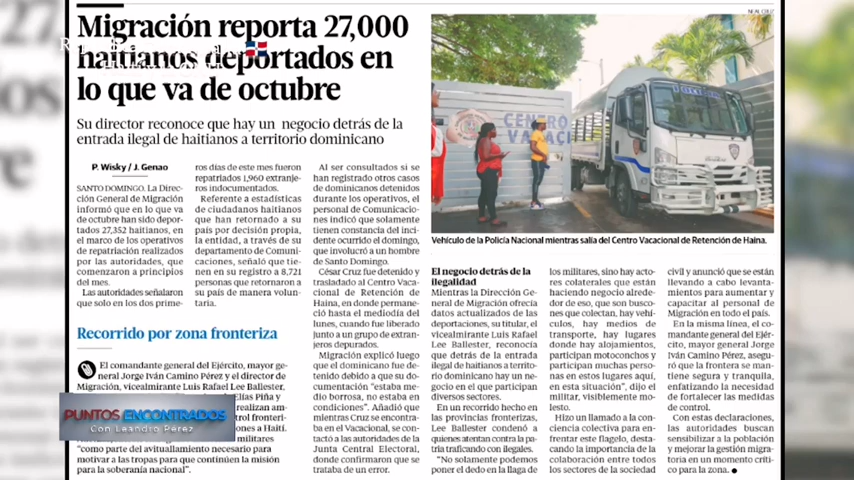 Migración reporta 27,000
haitianos deportados en
lo que va de octubre
Su director reconoce que hay un negocio detrás de la
entrada ilegal de haitianos a territorio dominicano
P. Wisky / J. Genao
SANTO DOMINGO. La Direc-
ción General de Migración
informó que en lo que va
de octubre han sido depor-
tados 27,352 haitianos, en
el marco de los operativos
de repatriación realizados
por las autoridades, que
comenzaron a principios
del mes.
Las autoridades señalaron
que solo en los dos prime-
ros días de este mes fueron
repatriados 1,960 extranje-
ros indocumentados.
Referente a estadísticas
de ciudadanos haitianos
que han retornado a su
país por decisión propia,
la entidad, a través de su
departamento de Comuni-
caciones, señaló que tie-
nen en su registro a 8,721
personas que retornaron a
su país de manera volun-
taria.
Recorrido por zona fronteriza
El comandante general del Ejército, mayor ge-
neral Jorge Iván Camino Pérez, y el director de
Migración, vicealmirante Luis Rafael Lee Ballester,
Elías Piña y
realizan am-
ontrol fronteri-
a Haití.
militares
"como parte del avituallamiento necesario para
motivar a las tropas para que continúen la misión
para la soberanía nacional".
Al ser consultados si se
han registrado otros casos
de dominicanos detenidos
durante los operativos, el
personal de Comunicacio-
nes indicó que solamente
tienen constancia del inci-
dente ocurrido el domingo,
que involucró a un hombre
de Santo Domingo.
César Cruz fue detenido y
trasladado al Centro Vaca-
cional de Retención de
Haina, en donde permane-
ció hasta el mediodía del
lunes, cuando fue liberado
junto a un grupo de extran-
jeros depurados.
Migración explicó luego
que el dominicano fue de-
tenido debido a que su do-
cumentación "estaba me-
dio borrosa, no estaba en
condiciones". Añadió que
mientras Cruz se encontra-
ba en el Vacacional, se con-
tactó a las autoridades de la
Junta Central Electoral,
donde confirmaron que se
trataba de un error.
NEAL CRUZ
CENTRO
VACACI
Vehículo de la Policía Nacional mientras salía del Centro Vacacional de Retención de Haina.
El negocio detrás de la
ilegalidad
Mientras la Dirección Gene-
ral de Migración ofrecía
datos actualizados de las
deportaciones, su titular, el
vicealmirante Luis Rafael
Lee Ballester, reconocía
que detrás de la entrada
ilegal de haitianos a territo-
rio dominicano hay un ne-
gocio en el que participan
diversos sectores.
En un recorrido hecho en
las provincias fronterizas,
Lee Ballester condenó a
quienes atentan contra la pa-
tria traficando con ilegales.
"No solamente podemos
poner el dedo en la llaga de
los militares, sino hay acto-
res colaterales que están
haciendo negocio alrede-
dor de eso, que son busco-
nes que colectan, hay vehí-
culos, hay medios de
transporte, hay lugares
donde hay alojamientos,
participan motoconchos y
participan muchas perso-
nas en estos lugares aquí,
en esta situación", dijo el
militar, visiblemente mo-
lesto.
Hizo un llamado a la con-
ciencia colectiva para en-
frentar este flagelo, desta-
cando la importancia de la
colaboración entre todos
los sectores de la sociedad
civil y anunció que se están
llevando a cabo levanta-
mientos para aumentar y
capacitar al personal de Mi-
gración en todo el país.
En la misma línea, el co-
mandante general del Ejér-
cito, mayor general Jorge
Iván Camino Pérez, asegu-
ró que la frontera se man-
tiene segura y tranquila,
enfatizando la necesidad
de fortalecer las medidas
de control.
Con estas declaraciones,
las autoridades buscan
sensibilizar a la población
y mejorar la gestión migra-
toria en un momento críti-
co para la zona.
PUNTOS ENCONTRADOS
Con Leandro Pérez